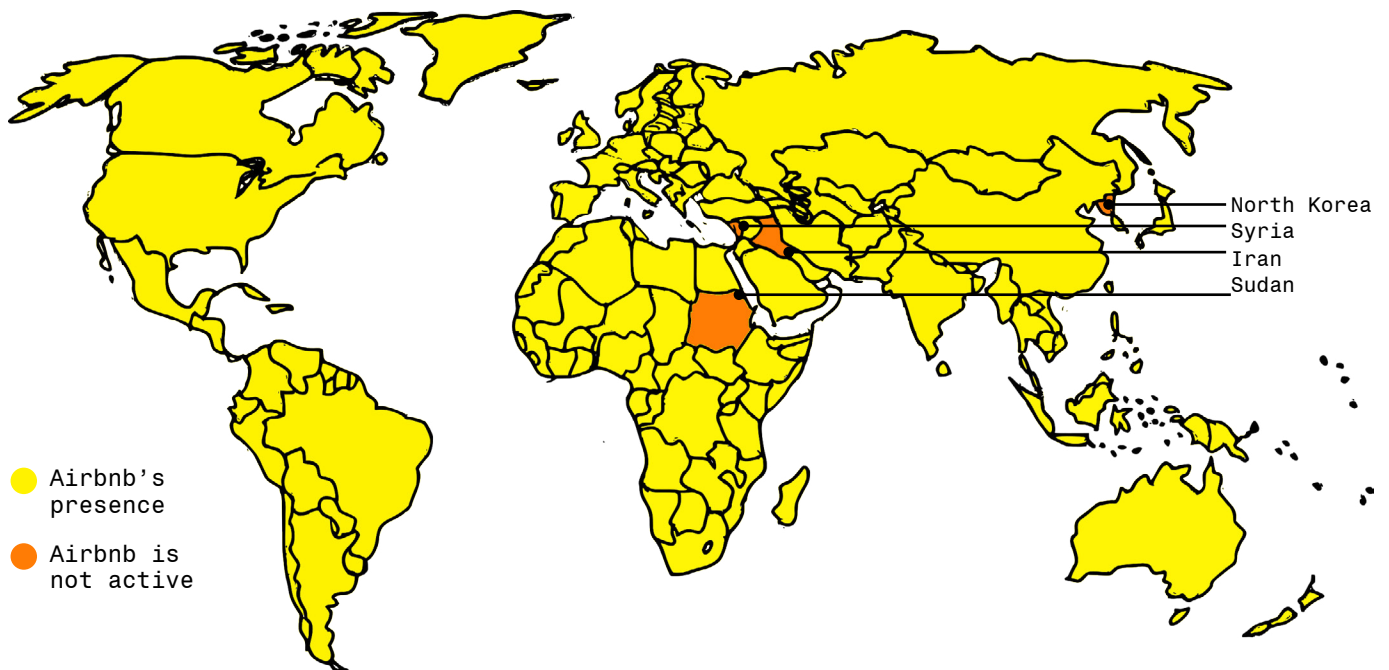 North Korea
Syria
Iran
Sudan
Airbnb's
presence
Airbnb is
not active